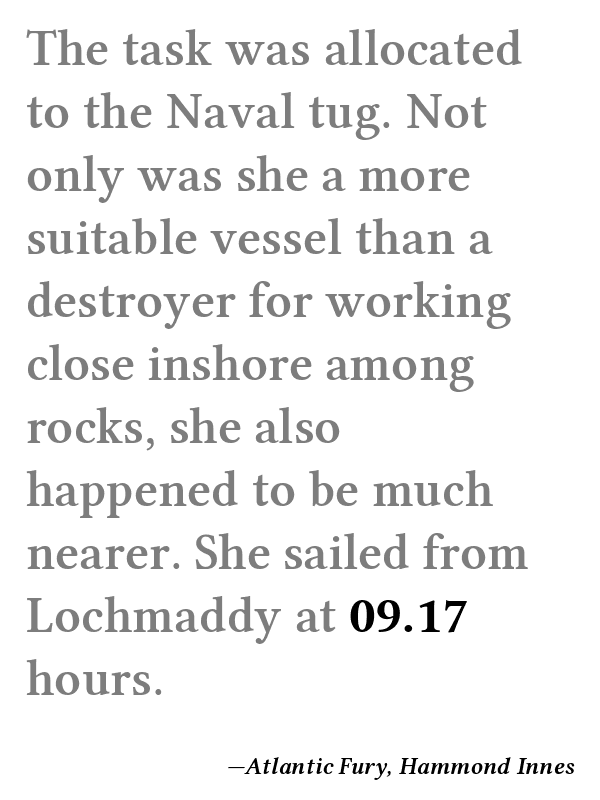 The task was allocated
to the Naval tug. Not
only was she a more
suitable vessel than a
destroyer for working
close inshore among
rocks, she also
happened to be much
nearer. She sailed from
Lochmaddy at 09.17
hours.
—Atlantic Fury, Hammond Innes